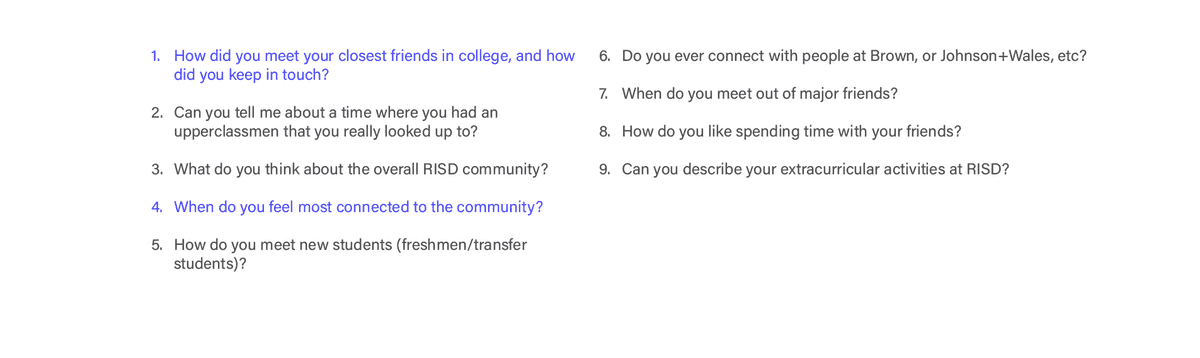 1. How did you meet your closest friends in college, and how
did you keep in touch?
2. Can you tell me about a time where you had an
upperclassmen that you really looked up to?
3. What do you think about the overall RISD community?
4. When do you feel most connected to the community?
5. How do you meet new students (freshmen/transfer
students)?
6. Do you ever connect with people at Brown, or Johnson+Wales, etc?
7. When do you meet out of major friends?
8. How do you like spending time with your friends?
9. Can you describe your extracurricular activities at RISD?